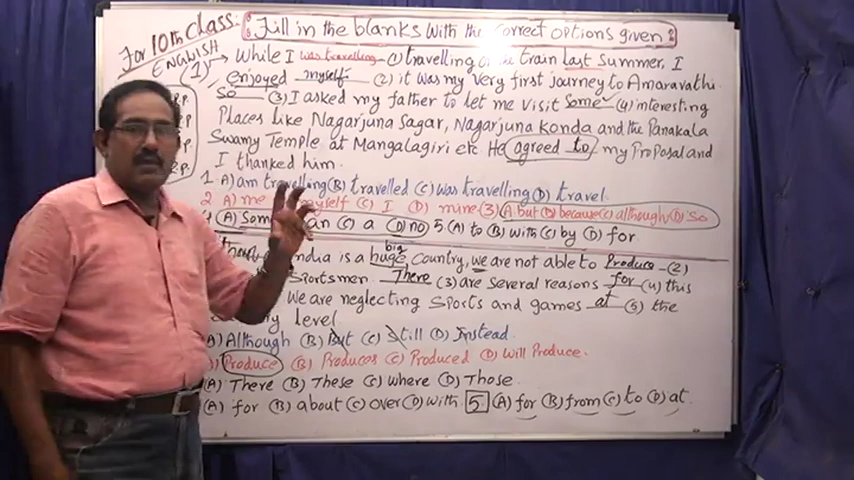 For 10th Class:
ENGLISH
Fill in the blanks with the correct options given
(1) While I was travelling (1) travelling on the train last summer, I
enjoyed myself (2) it was my very first journey to Amaravathi.
So (3) I asked my father to let me visit Some (4) interesting
Places like Nagarjuna Sagar, Nagarjuna Konda and the Panakala
Swamy Temple at Mangalagiri etc He agreed to my Proposal and
I thanked him.
1 A) am travelling (B) travelled (C) was travelling (D) travel
2 A) me myself (C) I (D) mine (3) A but (B) because (C) although (D) So
(A) Some an (C) a (D) no 5. (A) to (B) with (C) by (D) for
India is a huge big Country, we are not able to Produce (2)
Sportsmen. There (3) are several reasons for (4) this
We are neglecting Sports and games at (5) the
level
A) Although (B) But (C) Still (D) Instead
Produce (B) Produces (C) Produced (D) Will Produce.
(A) There (B) These (C) Where (D) Those
(A) for (B) about (C) over (D) with. 5 (A) for (B) from (C) to (D) at